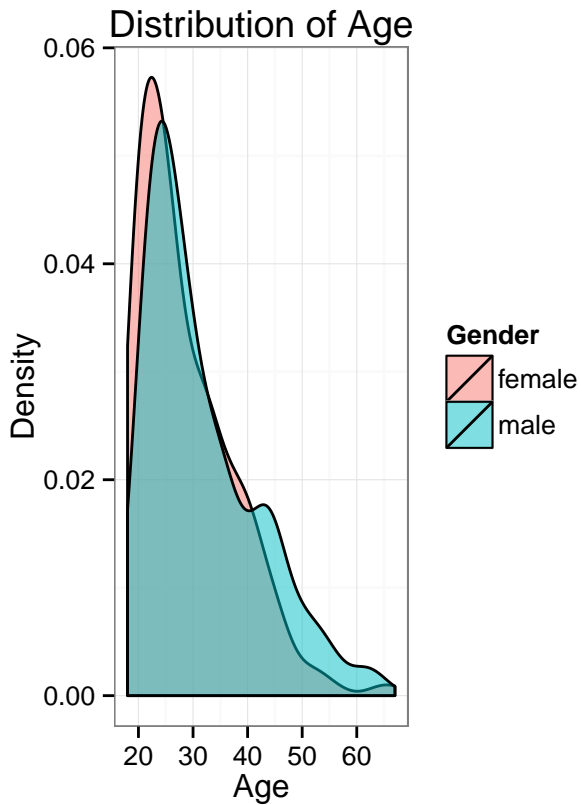 Distribution of Age
0.06
0.04
0.02
0.00
Density
20 30 40 50 60
Age
Gender
female
male